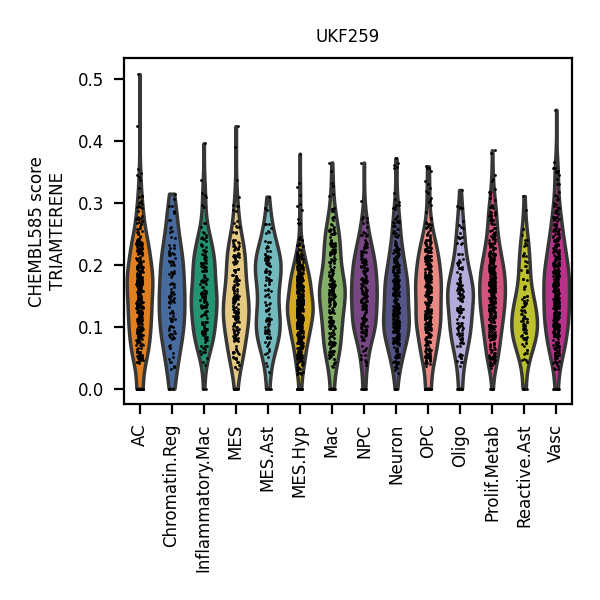 UKF259
CHEMBL585 score
TRIAMTERENE
0.5
0.4
0.3
0.2
0.1
0.0
AC
Chromatin.Reg
Inflammatory.Mac
MES
MES.Ast
MES.Hyp
Mac
NPC
Neuron
OPC
Oligo
Prolif.Metab
Reactive.Ast
Vasc